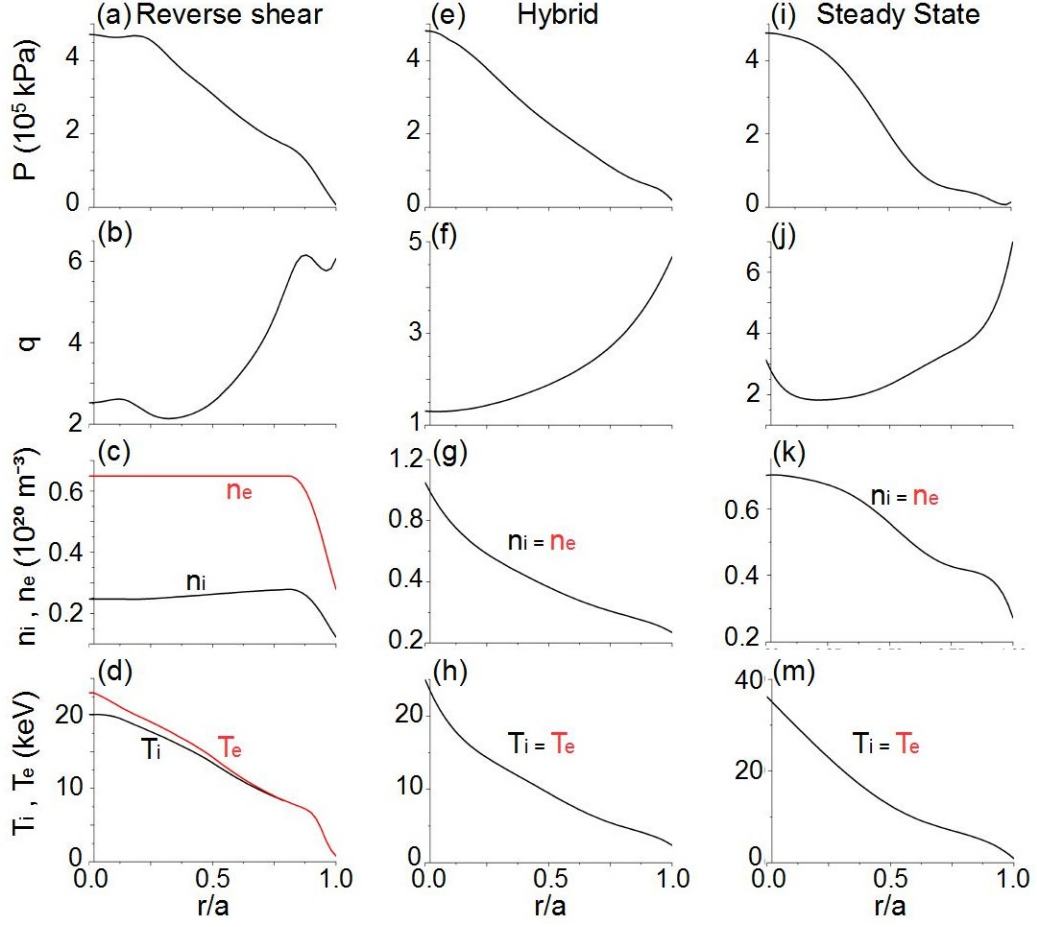 (a) Reverse shear
(e) Hybrid
(i) Steady State
P (10⁵ kPa)
4
2
0
4
2
0
4
2
0
(b)
(f)
(j)
q
6
4
2
5
3
1
6
4
2
(c)
(g)
(k)
nᵢ , nₑ (10²⁰ m⁻³)
0.6
0.4
0.2
nₑ
nᵢ
1.2
0.8
0.4
0.2
nᵢ = nₑ
0.6
0.4
0.2
nᵢ = nₑ
(d)
(h)
(m)
Tᵢ , Tₑ (keV)
20
10
0
Tᵢ
Tₑ
20
10
0
Tᵢ = Tₑ
40
20
0
Tᵢ = Tₑ
0.0 0.5 1.0
0.0 0.5 1.0
0.0 0.5 1.0
r/a
r/a
r/a